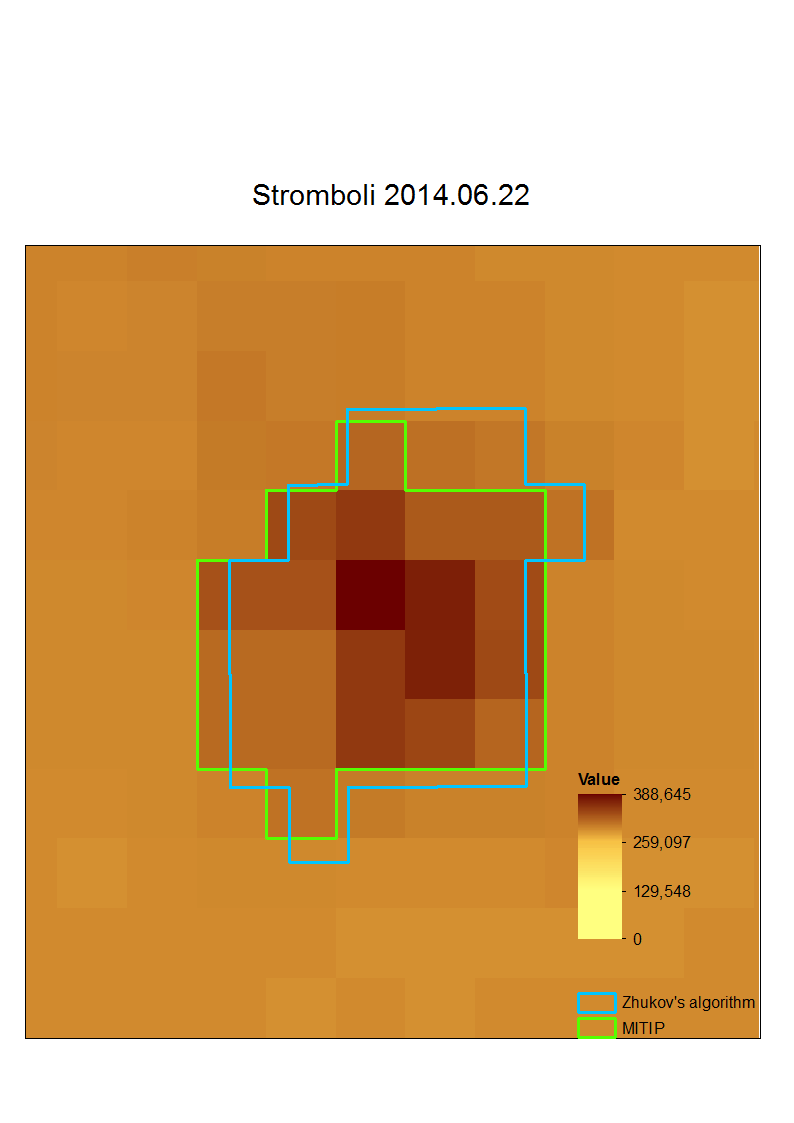 Stromboli 2014.06.22
Value
388,645
259,097
129,548
0
Zhukov's algorithm
MITIP